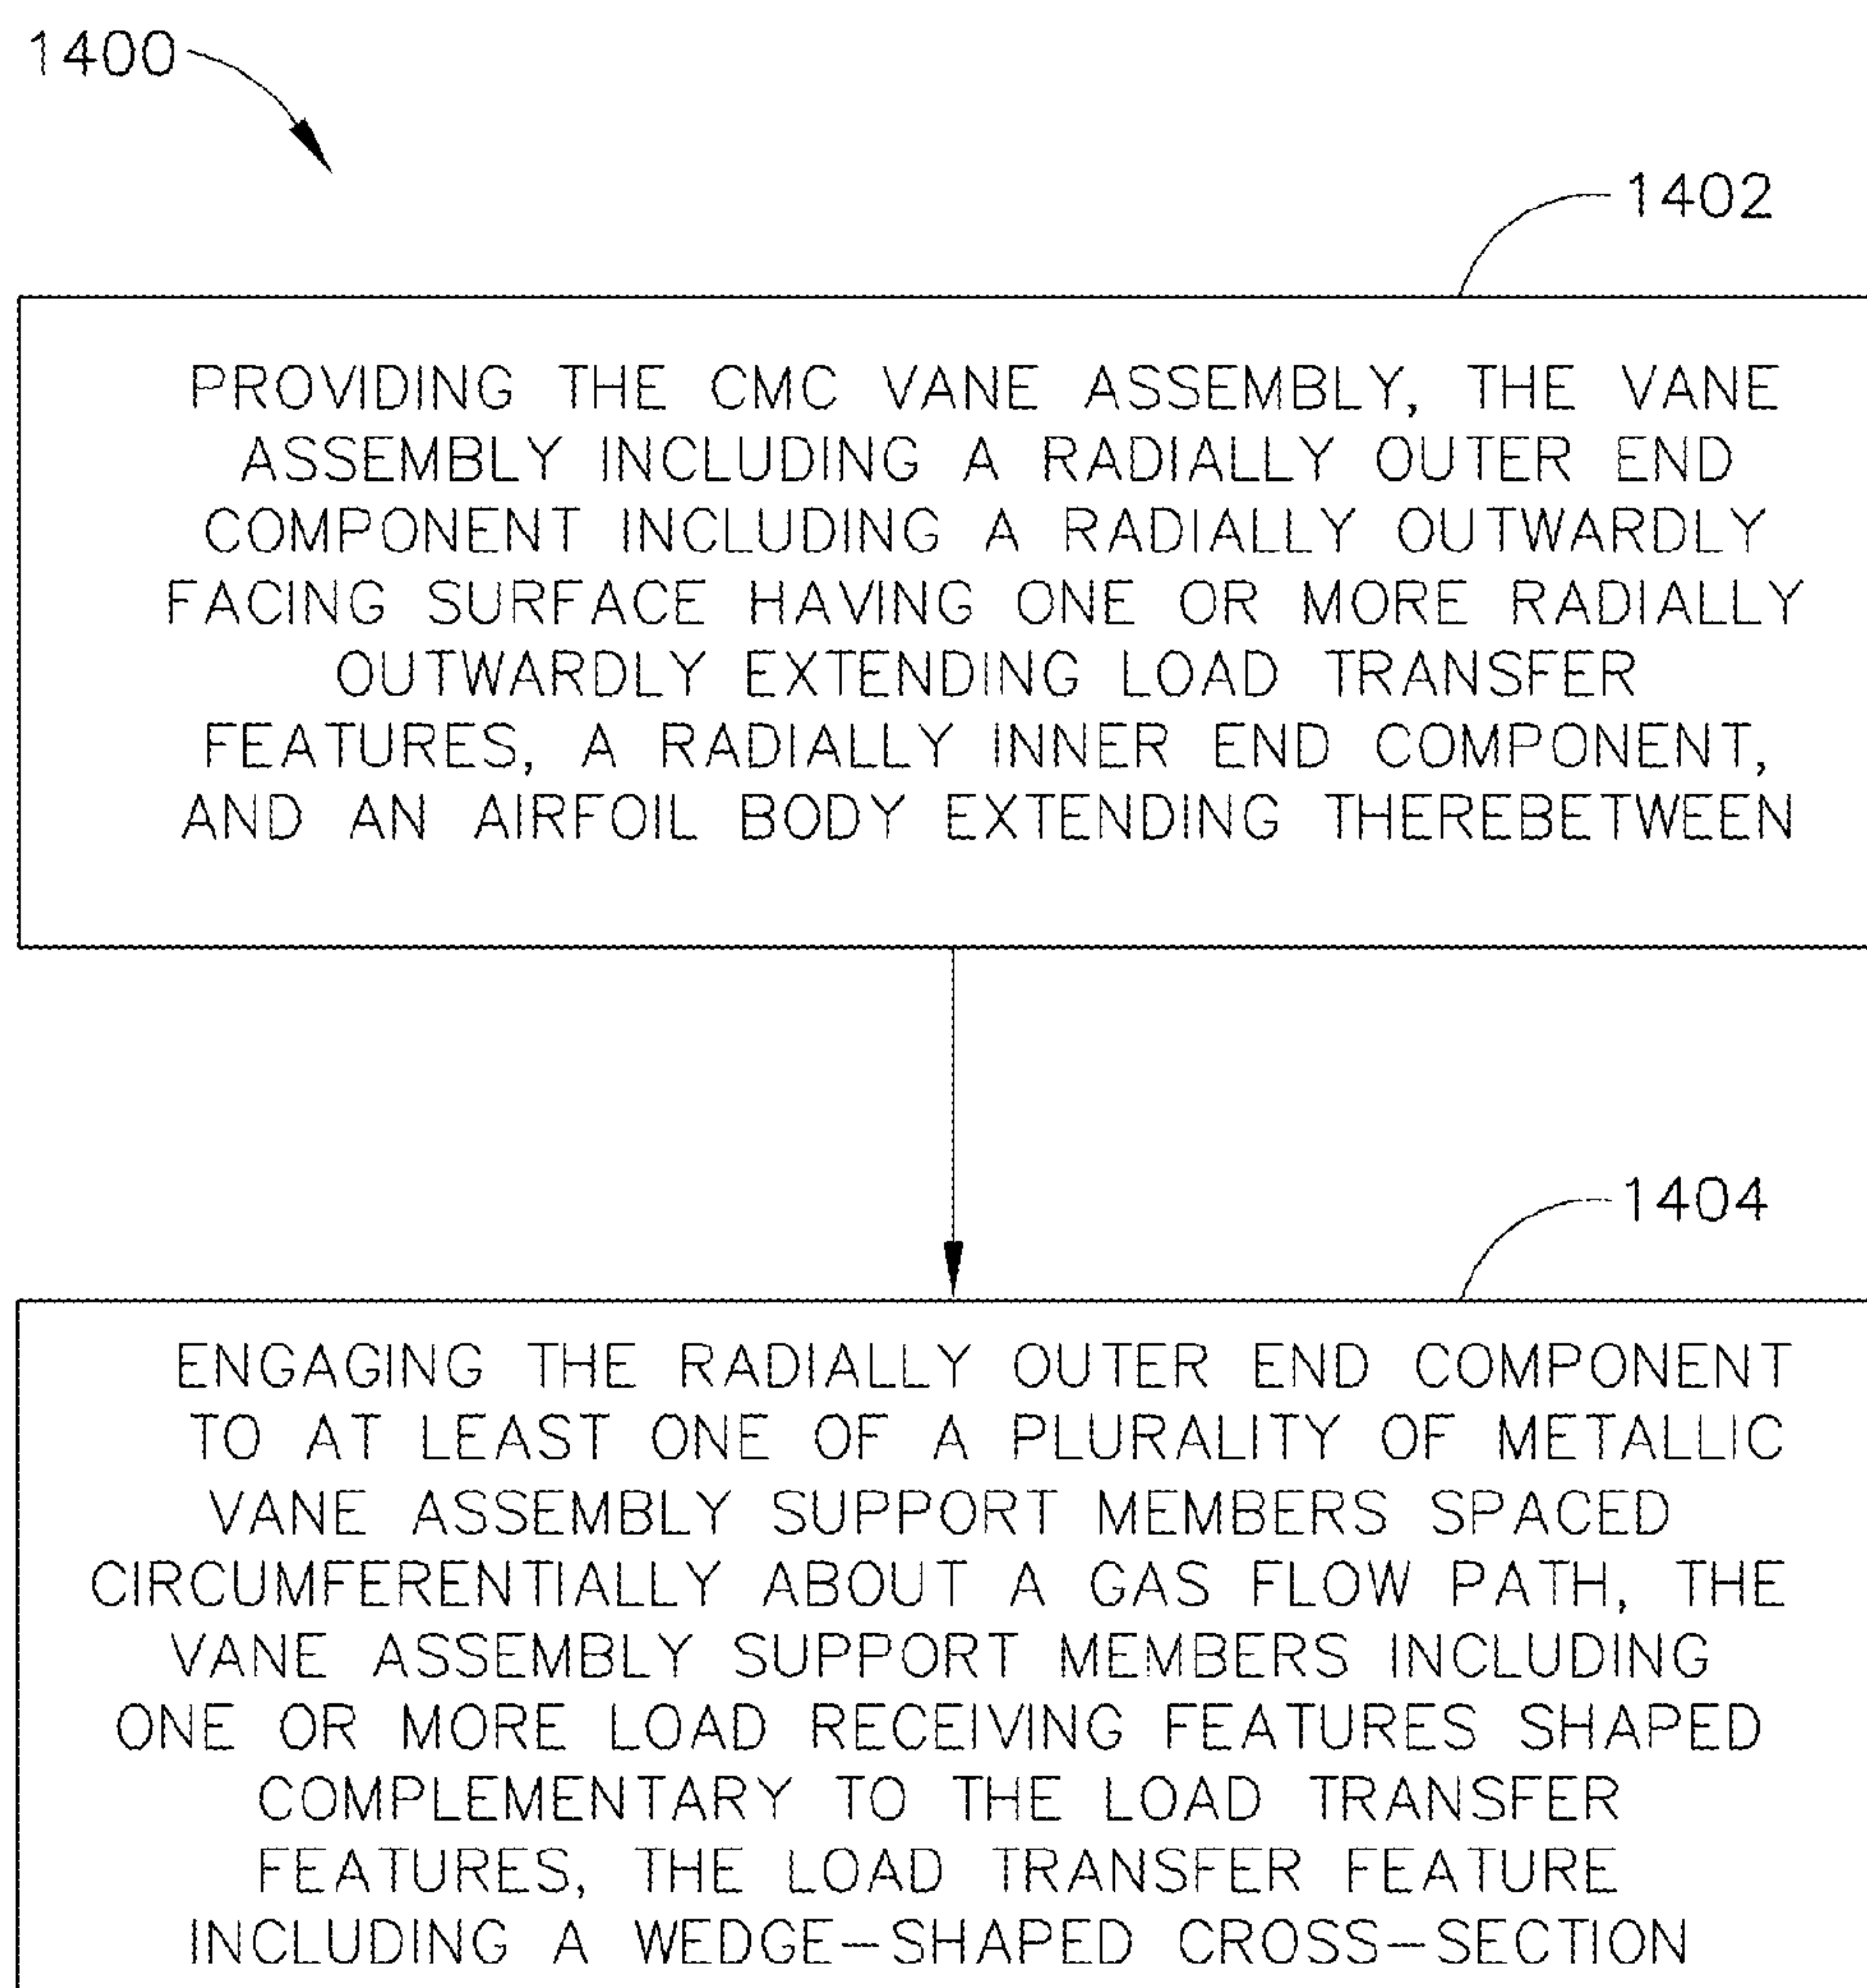 1400
1402
PROVIDING THE CMC VANE ASSEMBLY, THE VANE
ASSEMBLY INCLUDING A RADIALLY OUTER END
COMPONENT INCLUDING A RADIALLY OUTWARDLY
FACING SURFACE HAVING ONE OR MORE RADIALLY
OUTWARDLY EXTENDING LOAD TRANSFER
FEATURES, A RADIALLY INNER END COMPONENT,
AND AN AIRFOIL BODY EXTENDING THEREBETWEEN
1404
ENGAGING THE RADIALLY OUTER END COMPONENT
TO AT LEAST ONE OF A PLURALITY OF METALLIC
VANE ASSEMBLY SUPPORT MEMBERS SPACED
CIRCUMFERENTIALLY ABOUT A GAS FLOW PATH, THE
VANE ASSEMBLY SUPPORT MEMBERS INCLUDING
ONE OR MORE LOAD RECEIVING FEATURES SHAPED
COMPLEMENTARY TO THE LOAD TRANSFER
FEATURES, THE LOAD TRANSFER FEATURE
INCLUDING A WEDGE-SHAPED CROSS-SECTION